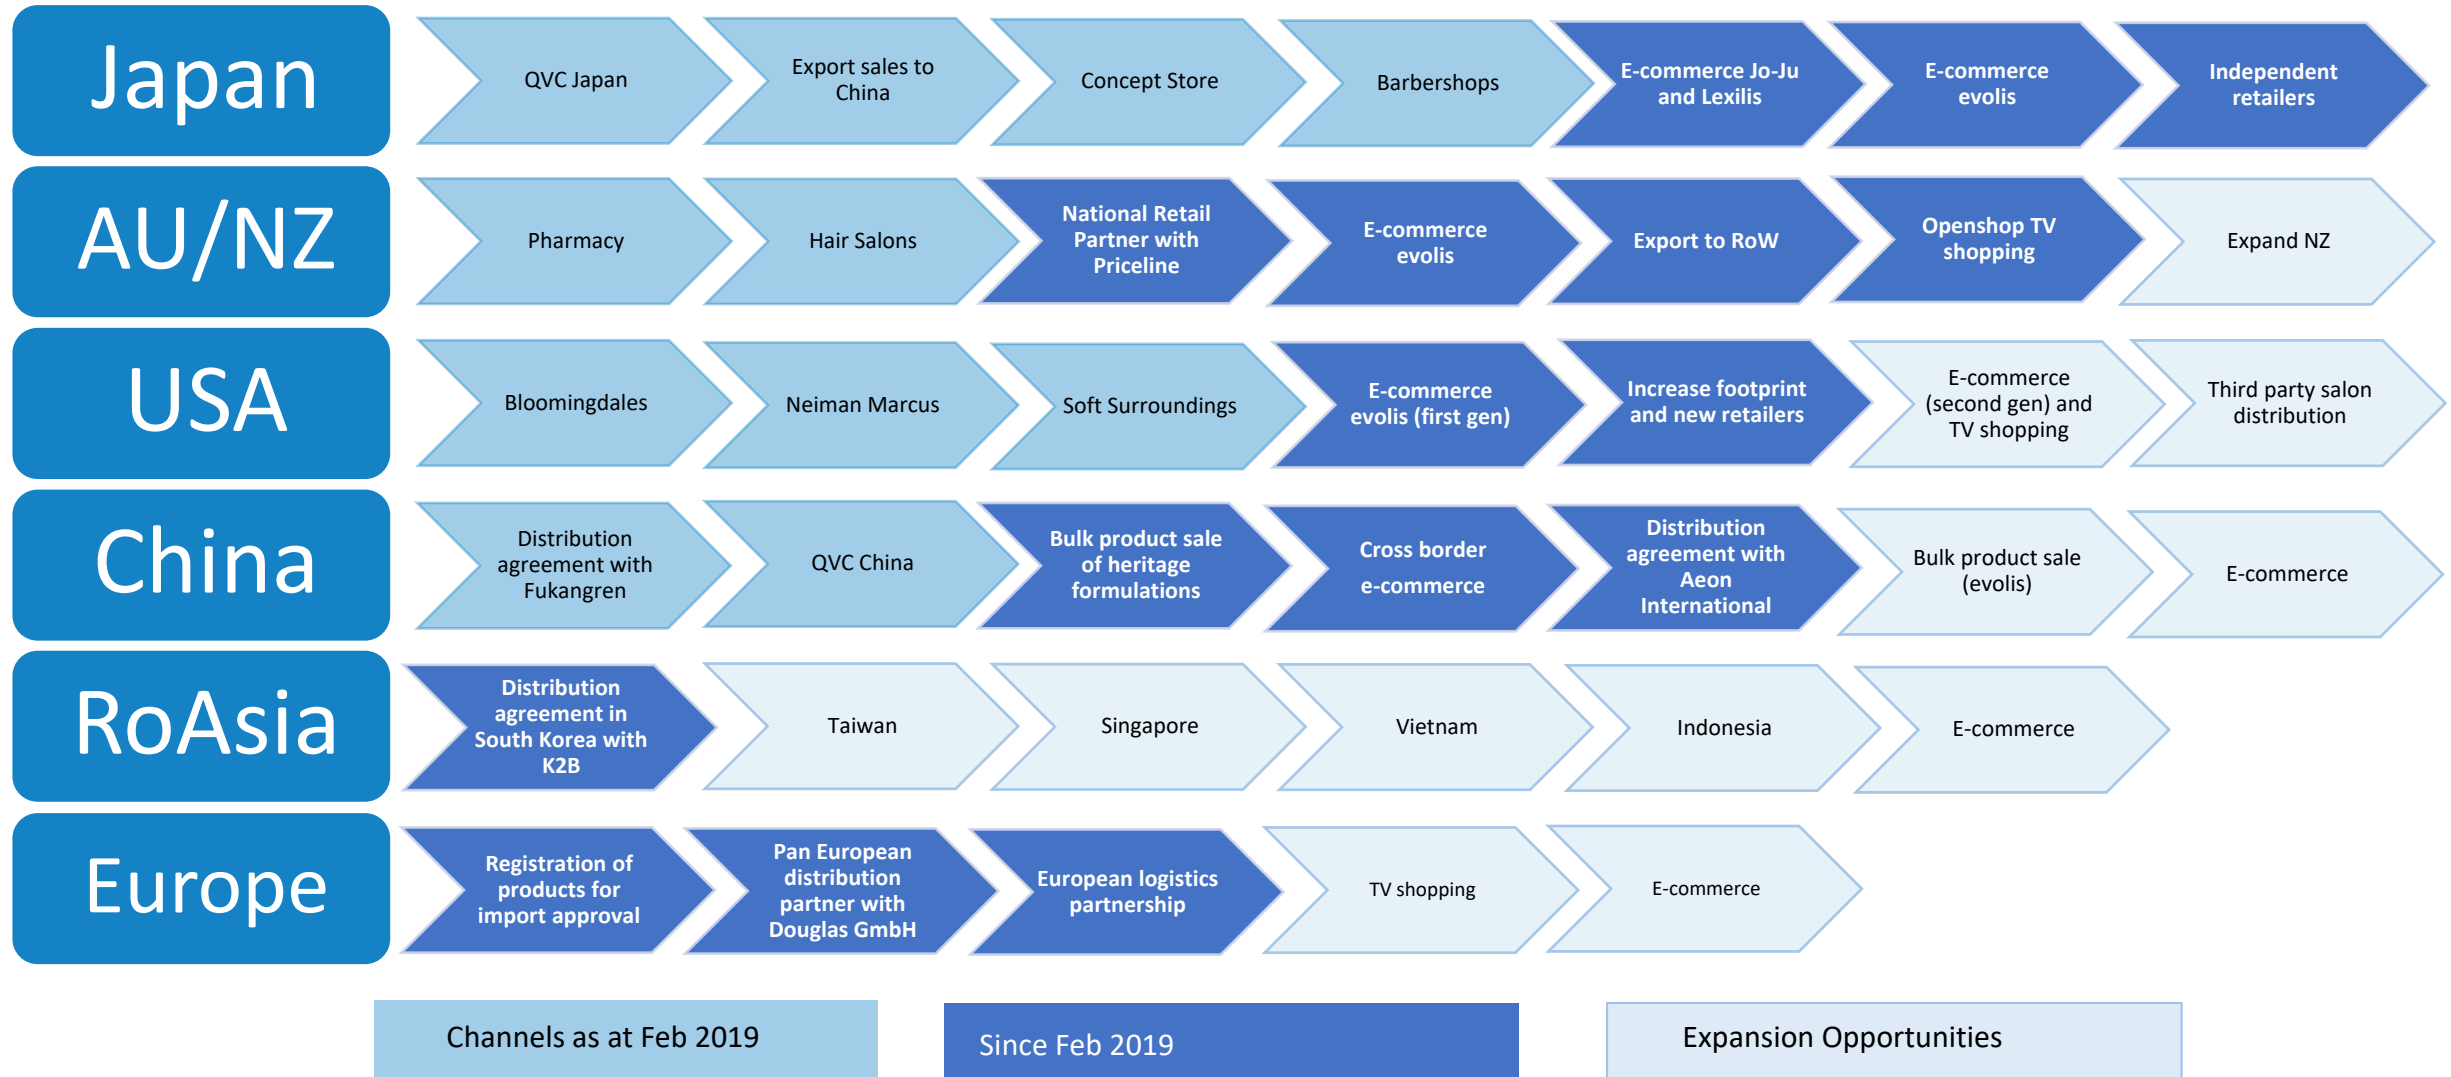 Japan
QVC Japan
Export sales to
China
Concept Store
Barbershops
E-commerce Jo-Ju
and Lexilis
E-commerce
evolis
Independent
retailers
AU/NZ
Pharmacy
Hair Salons
National Retail
Partner with
Priceline
E-commerce
evolis
Export to RoW
Openshop TV
shopping
Expand NZ
USA
Bloomingdales
Neiman Marcus
Soft Surroundings
E-commerce
evolis (first gen)
Increase footprint
and new retailers
E-commerce
(second gen) and
TV shopping
Third party salon
distribution
China
Distribution
agreement with
Fukangren
QVC China
Bulk product sale
of heritage
formulations
Cross border
e-commerce
Distribution
agreement with
Aeon
International
Bulk product sale
(evolis)
E-commerce
RoAsia
Distribution
agreement in
South Korea with
K2B
Taiwan
Singapore
Vietnam
Indonesia
E-commerce
Europe
Registration of
products for
import approval
Pan European
distribution
partner with
Douglas GmbH
European logistics
partnership
TV shopping
E-commerce
Channels as at Feb 2019
Since Feb 2019
Expansion Opportunities